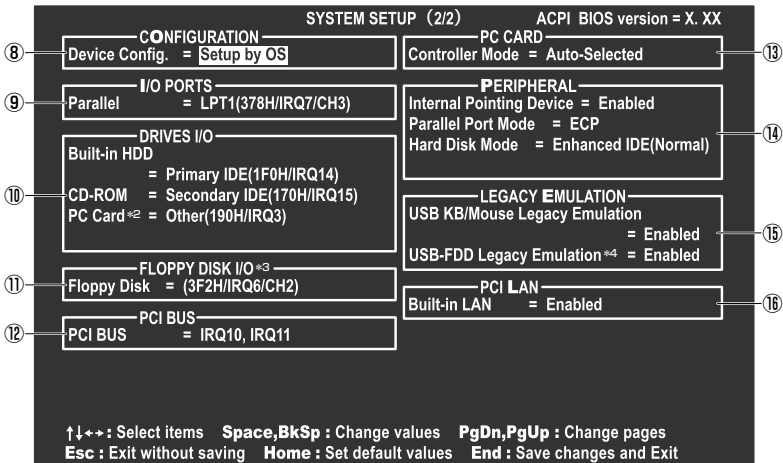 SYSTEM SETUP (2/2) ACPI BIOS version = X. XX
⑧ CONFIGURATION
Device Config. = Setup by OS
⑨ I/O PORTS
Parallel = LPT1(378H/IRQ7/CH3)
⑩ DRIVES I/O
Built-in HDD
= Primary IDE(1F0H/IRQ14)
CD-ROM = Secondary IDE(170H/IRQ15)
PC Card*2 = Other(190H/IRQ3)
⑪ FLOPPY DISK I/O*3
Floppy Disk = (3F2H/IRQ6/CH2)
⑫ PCI BUS
PCI BUS = IRQ10, IRQ11
PC CARD ⑬
Controller Mode = Auto-Selected
PERIPHERAL ⑭
Internal Pointing Device = Enabled
Parallel Port Mode = ECP
Hard Disk Mode = Enhanced IDE(Normal)
LEGACY EMULATION ⑮
USB KB/Mouse Legacy Emulation
= Enabled
USB-FDD Legacy Emulation*4 = Enabled
PCI LAN ⑯
Built-in LAN = Enabled
↑↓←→: Select items Space,BkSp : Change values PgDn,PgUp : Change pages
Esc : Exit without saving Home : Set default values End : Save changes and Exit